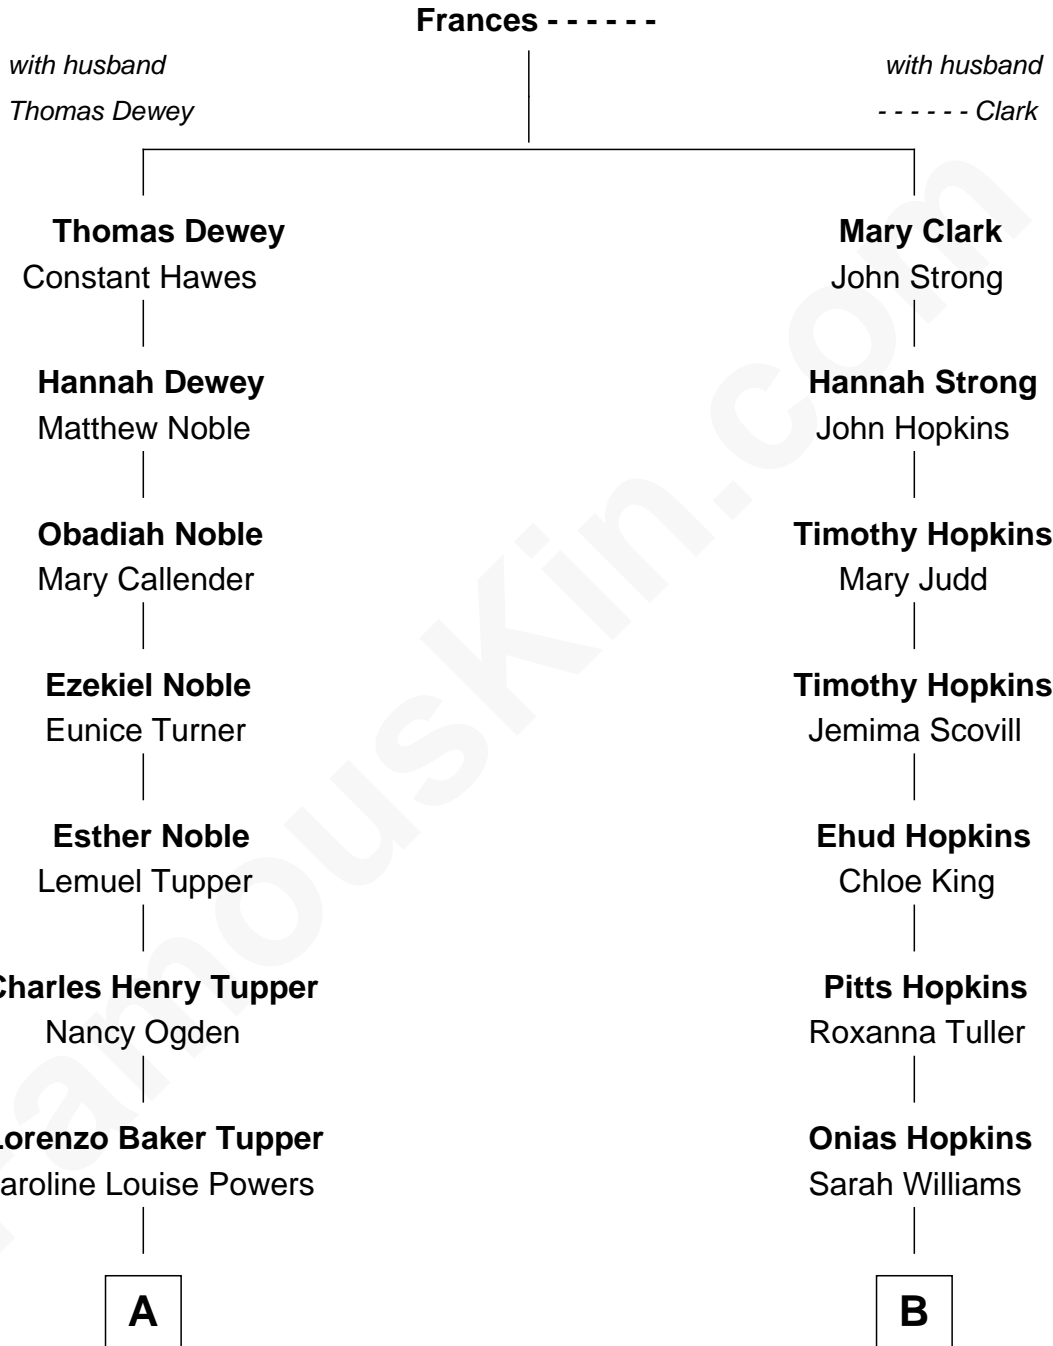 Frances - - - - - -
with husband
Thomas Dewey
with husband
- - - - - - Clark
Thomas Dewey
Constant Hawes
Mary Clark
John Strong
Hannah Dewey
Matthew Noble
Hannah Strong
John Hopkins
Obadiah Noble
Mary Callender
Timothy Hopkins
Mary Judd
Ezekiel Noble
Eunice Turner
Timothy Hopkins
Jemima Scovill
Esther Noble
Lemuel Tupper
Ehud Hopkins
Chloe King
Charles Henry Tupper
Nancy Ogden
Pitts Hopkins
Roxanna Tuller
Lorenzo Baker Tupper
aroline Louise Powers
Onias Hopkins
Sarah Williams
A
B
FamousKin.com